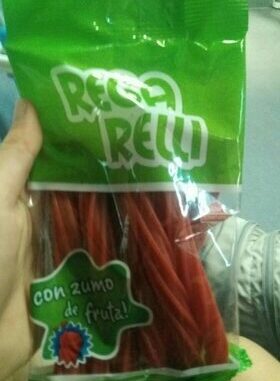 REGA
RELLI
con zumo
de fruta!